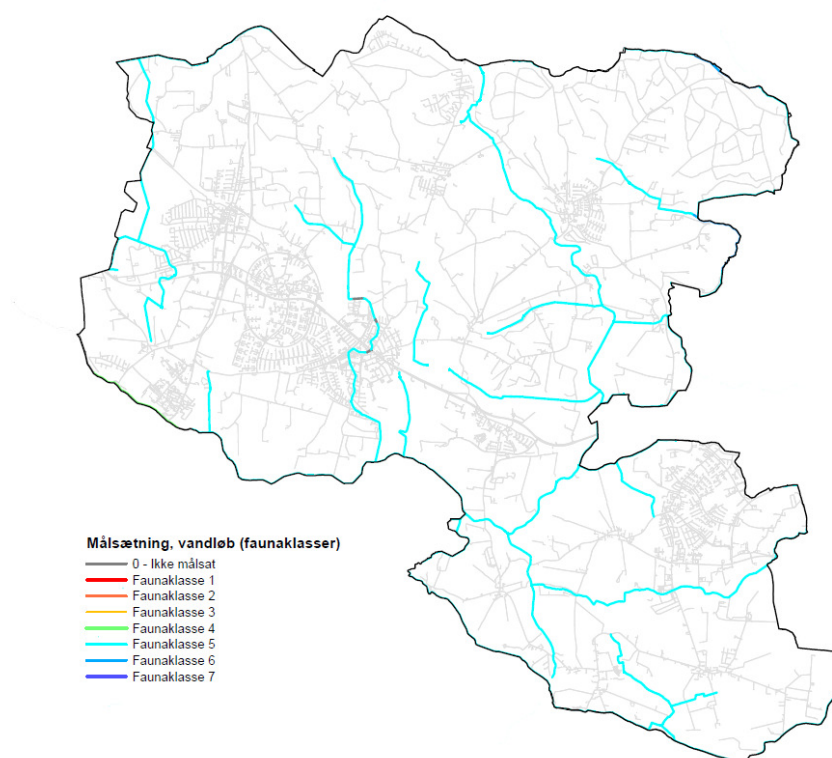 Målsætning, vandløb (faunaklasser)
0 - Ikke målsat
Faunaklasse 1
Faunaklasse 2
Faunaklasse 3
Faunaklasse 4
Faunaklasse 5
Faunaklasse 6
Faunaklasse 7